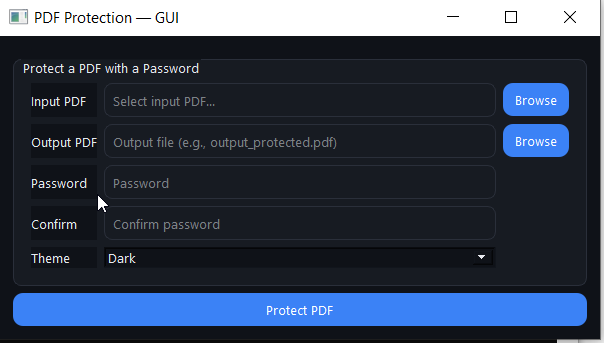 PDF Protection — GUI
Protect a PDF with a Password
Input PDF Select input PDF... Browse
Output PDF Output file (e.g., output_protected.pdf) Browse
Password Password
Confirm Confirm password
Theme Dark
Protect PDF